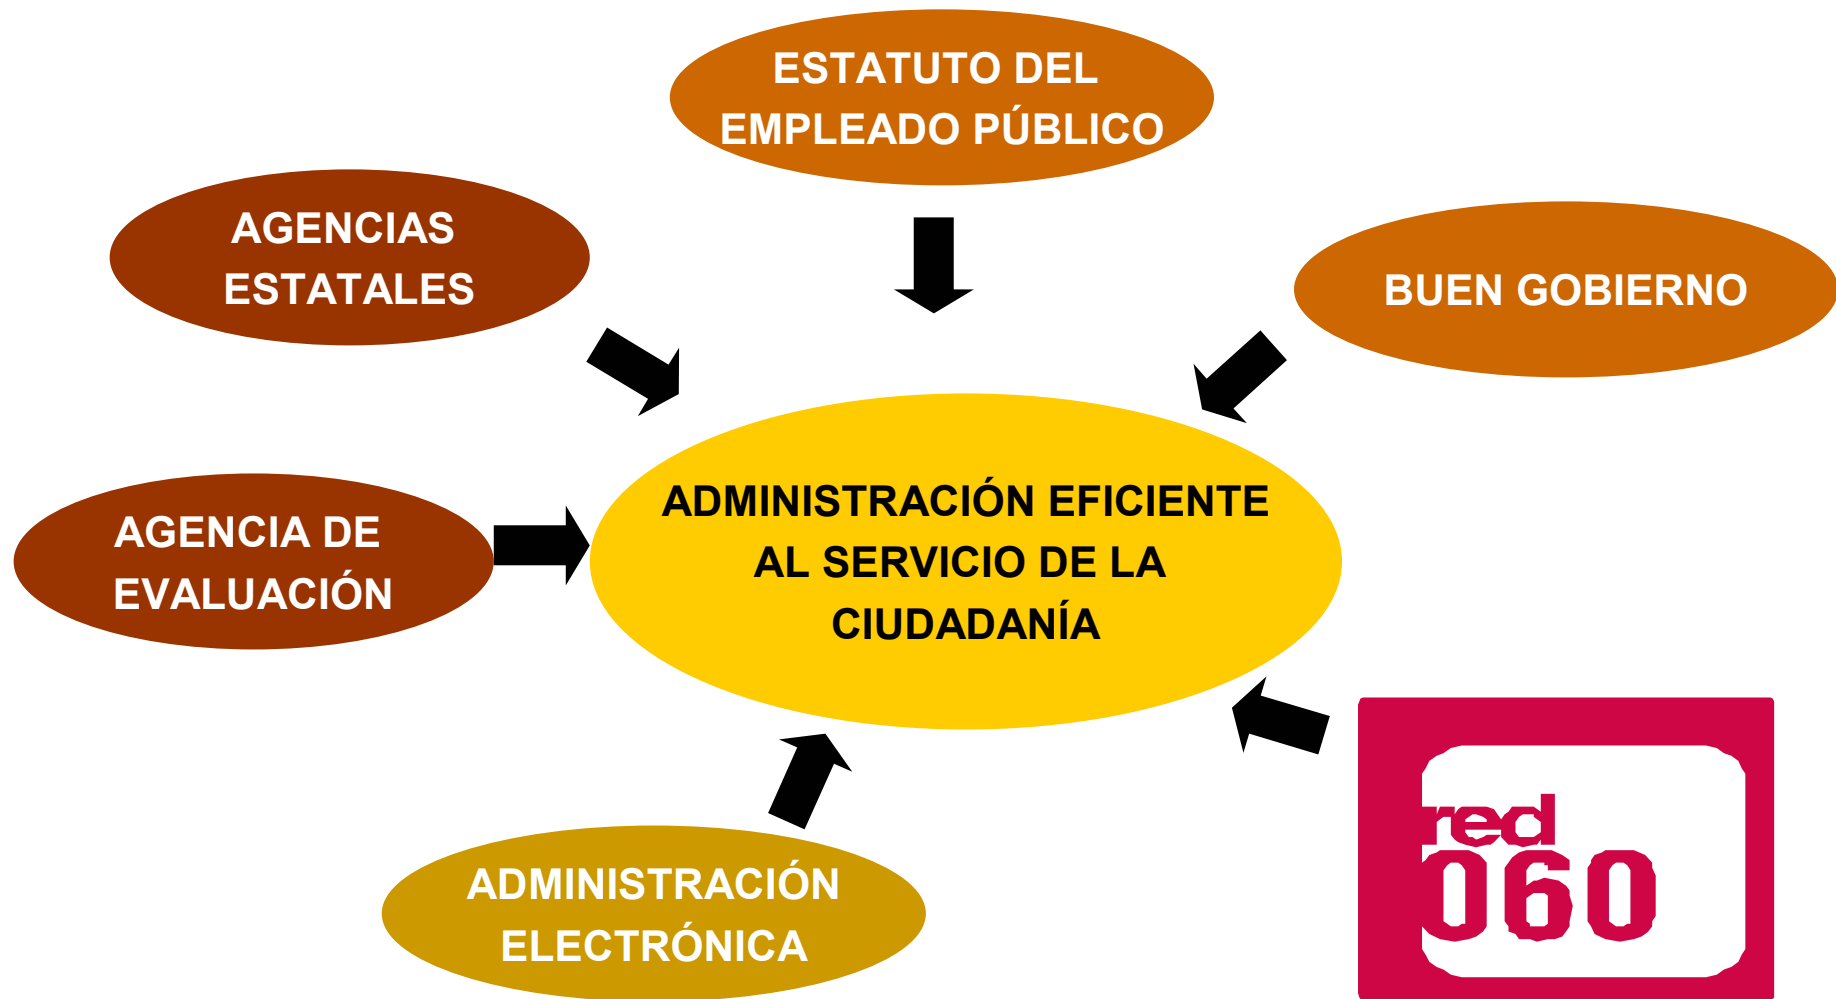 ESTATUTO DEL
EMPLEADO PÚBLICO
AGENCIAS
ESTATALES
BUEN GOBIERNO
ADMINISTRACIÓN EFICIENTE
AL SERVICIO DE LA
CIUDADANÍA
AGENCIA DE
EVALUACIÓN
ADMINISTRACIÓN
ELECTRÓNICA
red
060